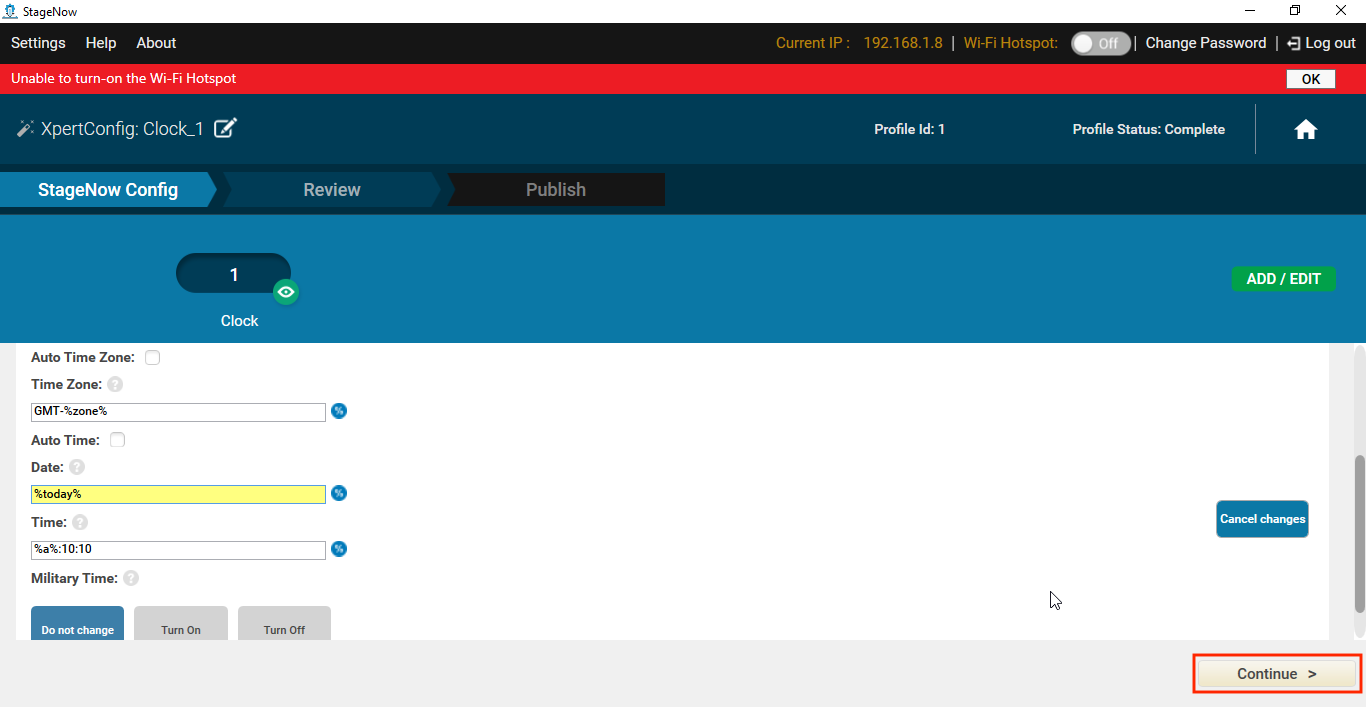 StageNow
Settings Help About Current IP : 192.168.1.8 | Wi-Fi Hotspot: Off | Change Password | Log out
Unable to turn-on the Wi-Fi Hotspot OK
XpertConfig: Clock_1 Profile Id: 1 Profile Status: Complete
StageNow Config Review Publish
1
ADD / EDIT
Clock
Auto Time Zone:
Time Zone: ?
GMT-%zone% %
Auto Time:
Date: ?
%today% %
Time: ?
Cancel changes
%a%:10:10 %
Military Time: ?
Do not change Turn On Turn Off
Continue >